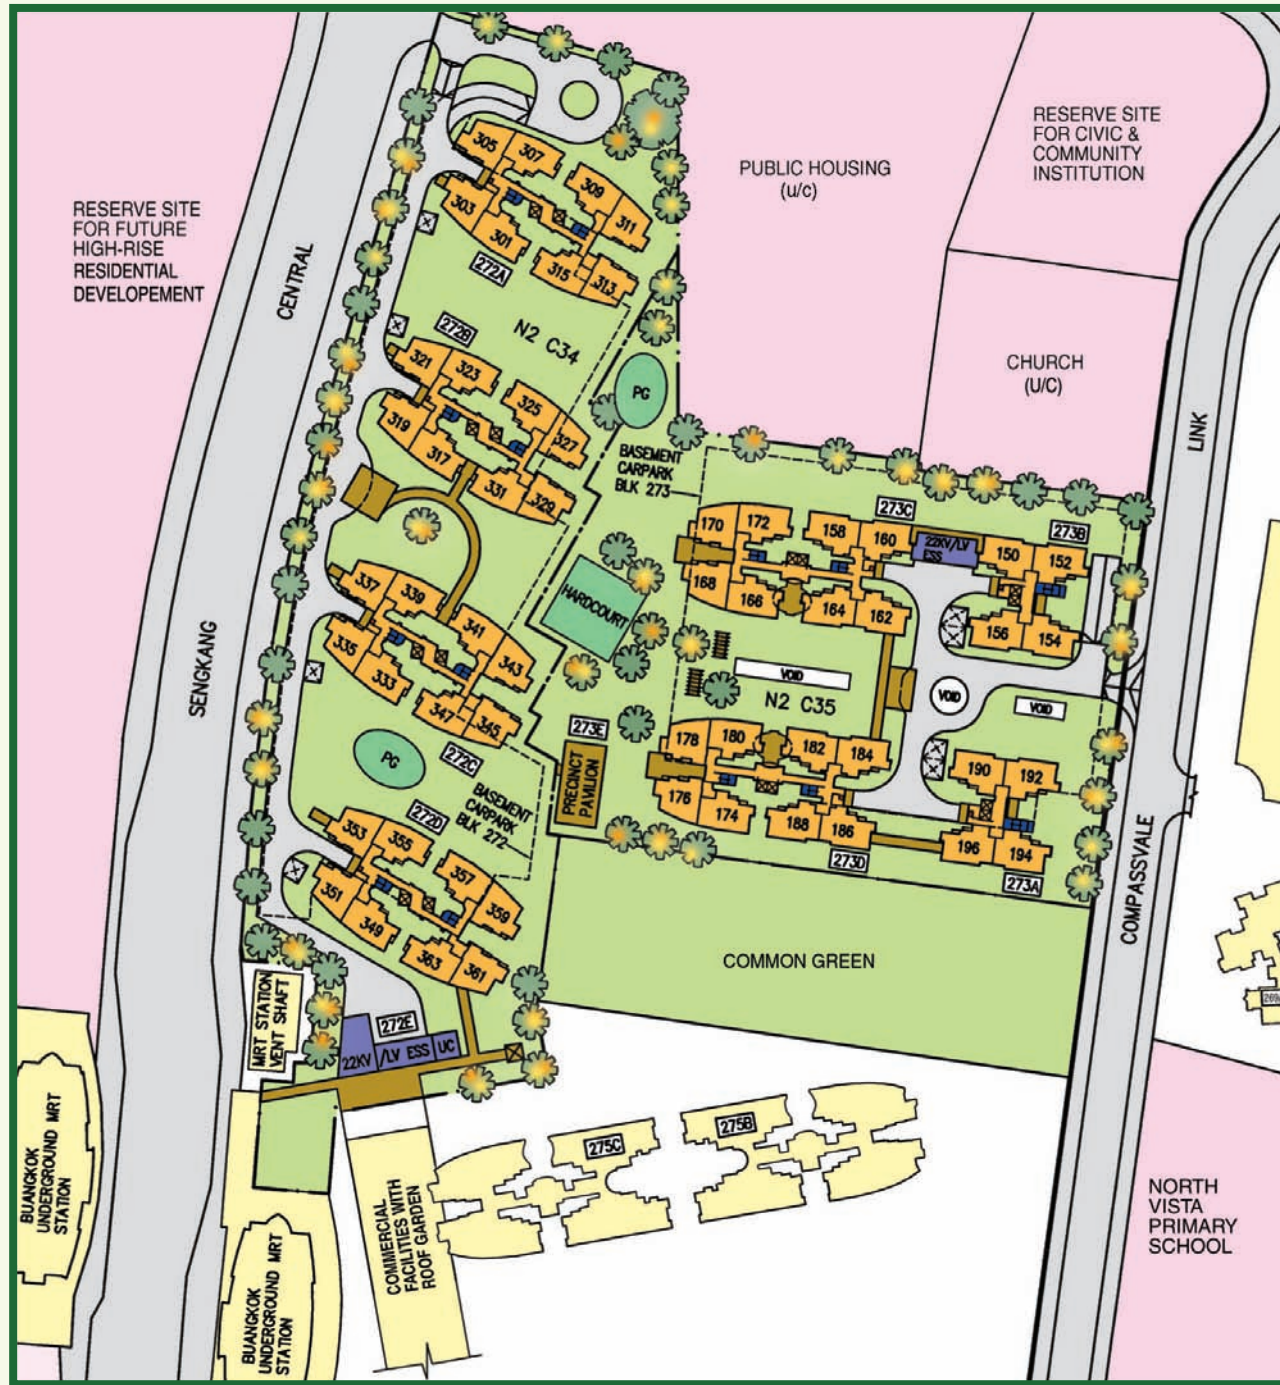 RESERVE SITE
FOR CIVIC &
COMMUNITY
INSTITUTION
PUBLIC HOUSING
(u/c)
RESERVE SITE
FOR FUTURE
HIGH-RISE
RESIDENTIAL
DEVELOPEMENT
CENTRAL
305
307
309
311
303
301
315
313
272A
N2 C34
272B
321
323
325
327
319
317
331
329
PG
CHURCH
(U/C)
LINK
BASEMENT
CARPARK
BLK 273
273C
273B
170
172
158
160
22KV/LV
ESS
150
152
168
166
164
162
156
154
HARDCOURT
337
339
341
343
335
333
347
345
272C
SENGKANG
VOID
N2 C35
VOID
VOID
273E
PRECINCT
PAVILION
178
180
182
184
190
192
176
174
188
186
196
194
273D
273A
PG
272D
BASEMENT
CARPARK
BLK 272
353
355
357
359
351
349
363
361
COMPASSVALE
COMMON GREEN
MRT STATION
VENT SHAFT
272E
22KV /LV ESS UC
BUANGKOK
UNDERGROUND MRT
STATION
BUANGKOK
UNDERGROUND MRT
STATION
COMMERCIAL
FACILITIES WITH
ROOF GARDEN
275C
275B
NORTH
VISTA
PRIMARY
SCHOOL